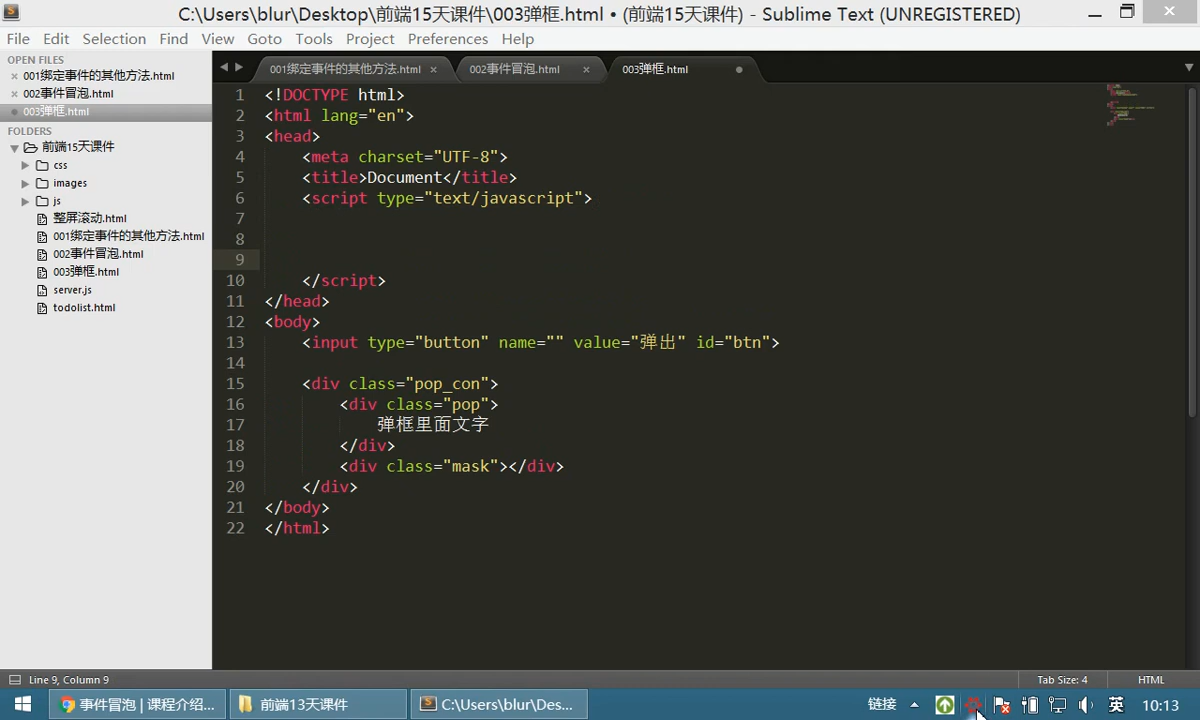 C:\Users\blur\Desktop\前端15天课件\003弹框.html • (前端15天课件) - Sublime Text (UNREGISTERED)
File Edit Selection Find View Goto Tools Project Preferences Help
OPEN FILES
001绑定事件的其他方法.html
002事件冒泡.html
003弹框.html
FOLDERS
前端15天课件
css
images
js
整屏滚动.html
001绑定事件的其他方法.html
002事件冒泡.html
003弹框.html
server.js
todolist.html
001绑定事件的其他方法.html × 002事件冒泡.html × 003弹框.html
1 <!DOCTYPE html>
2 <html lang="en">
3 <head>
4 <meta charset="UTF-8">
5 <title>Document</title>
6 <script type="text/javascript">
7
8
9
10 </script>
11 </head>
12 <body>
13 <input type="button" name="" value="弹出" id="btn">
14
15 <div class="pop_con">
16 <div class="pop">
17 弹框里面文字
18 </div>
19 <div class="mask"></div>
20 </div>
21 </body>
22 </html>
Line 9, Column 9 Tab Size: 4 HTML
事件冒泡 | 课程介绍... 前端13天课件 C:\Users\blur\Des... 链接 英 10:13